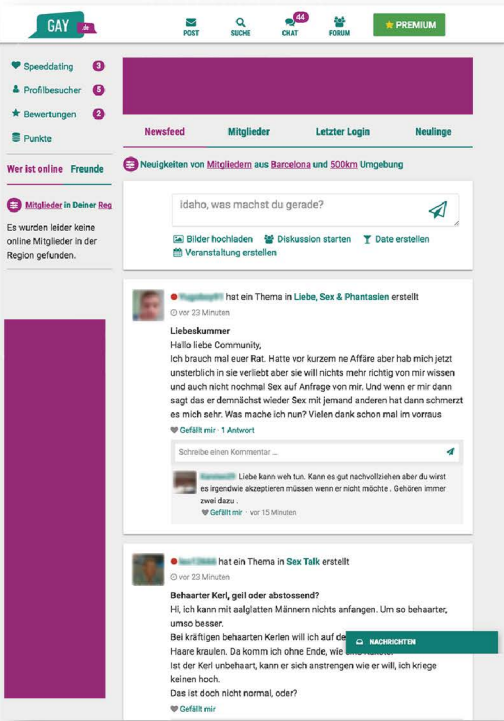 GAY .de
POST
SUCHE
44
CHAT
FORUM
PREMIUM
Speeddating 3
Profilbesucher 5
Bewertungen 2
Punkte
Wer ist online Freunde
Mitglieder in Deiner Reg
Es wurden leider keine
online Mitglieder in der
Region gefunden.
Newsfeed Mitglieder Letzter Login Neulinge
Neuigkeiten von Mitgliedern aus Barcelona und 500km Umgebung
idaho, was machst du gerade?
Bilder hochladen Diskussion starten Date erstellen
Veranstaltung erstellen
hat ein Thema in Liebe, Sex & Phantasien erstellt
vor 23 Minuten
Liebeskummer
Hallo liebe Community,
Ich brauch mal euer Rat. Hatte vor kurzem ne Affäre aber hab mich jetzt
unsterblich in sie verliebt aber sie will nichts mehr richtig von mir wissen
und auch nicht nochmal Sex auf Anfrage von mir. Und wenn er mir dann
sagt das er demnächst wieder Sex mit jemand anderen hat dann schmerzt
es mich sehr. Was mache ich nun? Vielen dank schon mal im vorraus
Gefällt mir · 1 Antwort
Schreibe einen Kommentar ...
Liebe kann weh tun. Kann es gut nachvollziehen aber du wirst
es irgendwie akzeptieren müssen wenn er nicht möchte . Gehören immer
zwei dazu .
Gefällt mir · vor 15 Minuten
hat ein Thema in Sex Talk erstellt
vor 23 Minuten
Behaarter Kerl, geil oder abstossend?
Hi, ich kann mit aalglatten Männern nichts anfangen. Um so behaarter,
umso besser.
Bei kräftigen behaarten Kerlen will ich auf de
NACHRICHTEN
Haare kraulen. Da komm ich ohne Ende, wie
Ist der Kerl unbehaart, kann er sich anstrengen wie er will, ich kriege
keinen hoch.
Das ist doch nicht normal, oder?
Gefällt mir